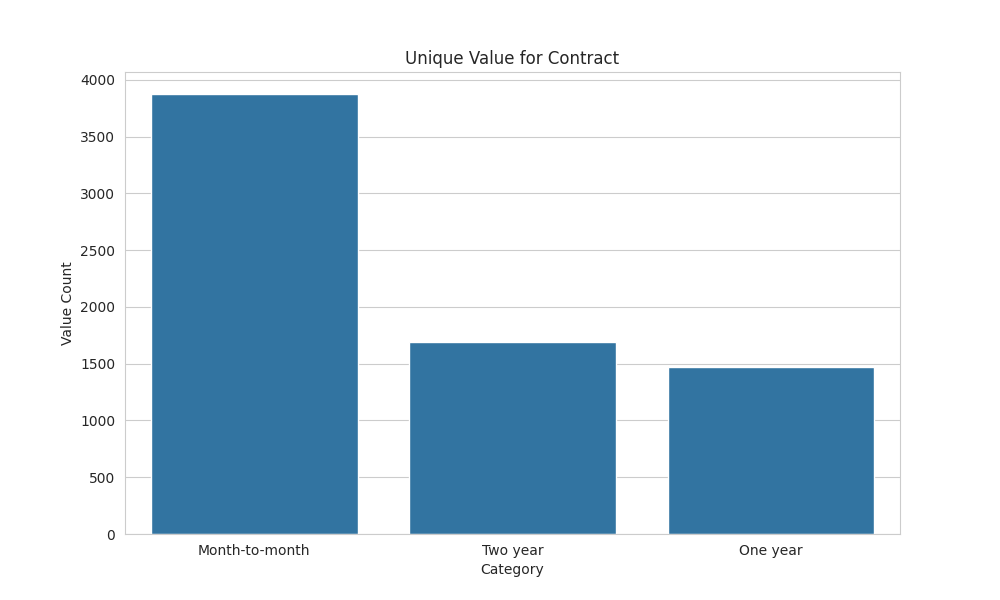 Unique Value for Contract
4000
3500
3000
2500
2000
1500
1000
500
0
Value Count
Month-to-month
Two year
One year
Category